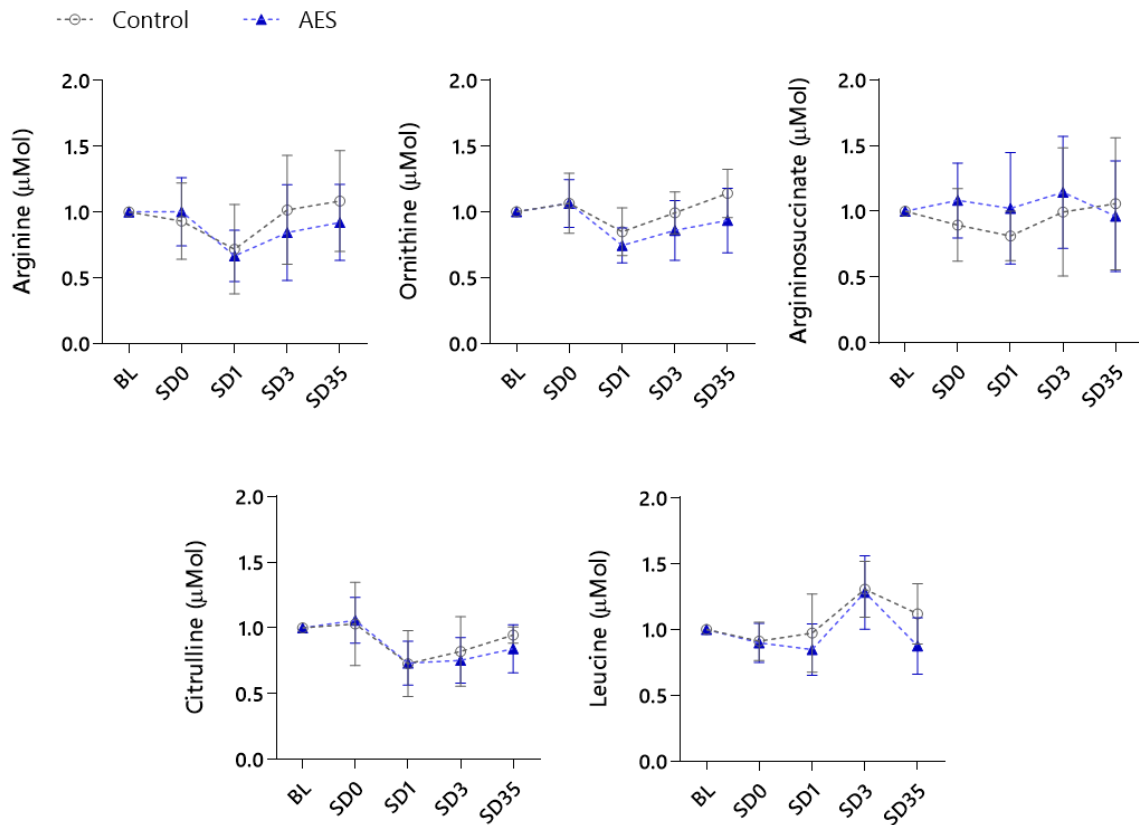 Control AES
Arginine (μMol)
2.0
1.5
1.0
0.5
0.0
BL SD0 SD1 SD3 SD35
Ornithine (μMol)
2.0
1.5
1.0
0.5
0.0
BL SD0 SD1 SD3 SD35
Argininosuccinate (μMol)
2.0
1.5
1.0
0.5
0.0
BL SD0 SD1 SD3 SD35
Citrulline (μMol)
2.0
1.5
1.0
0.5
0.0
BL SD0 SD1 SD3 SD35
Leucine (μMol)
2.0
1.5
1.0
0.5
0.0
BL SD0 SD1 SD3 SD35